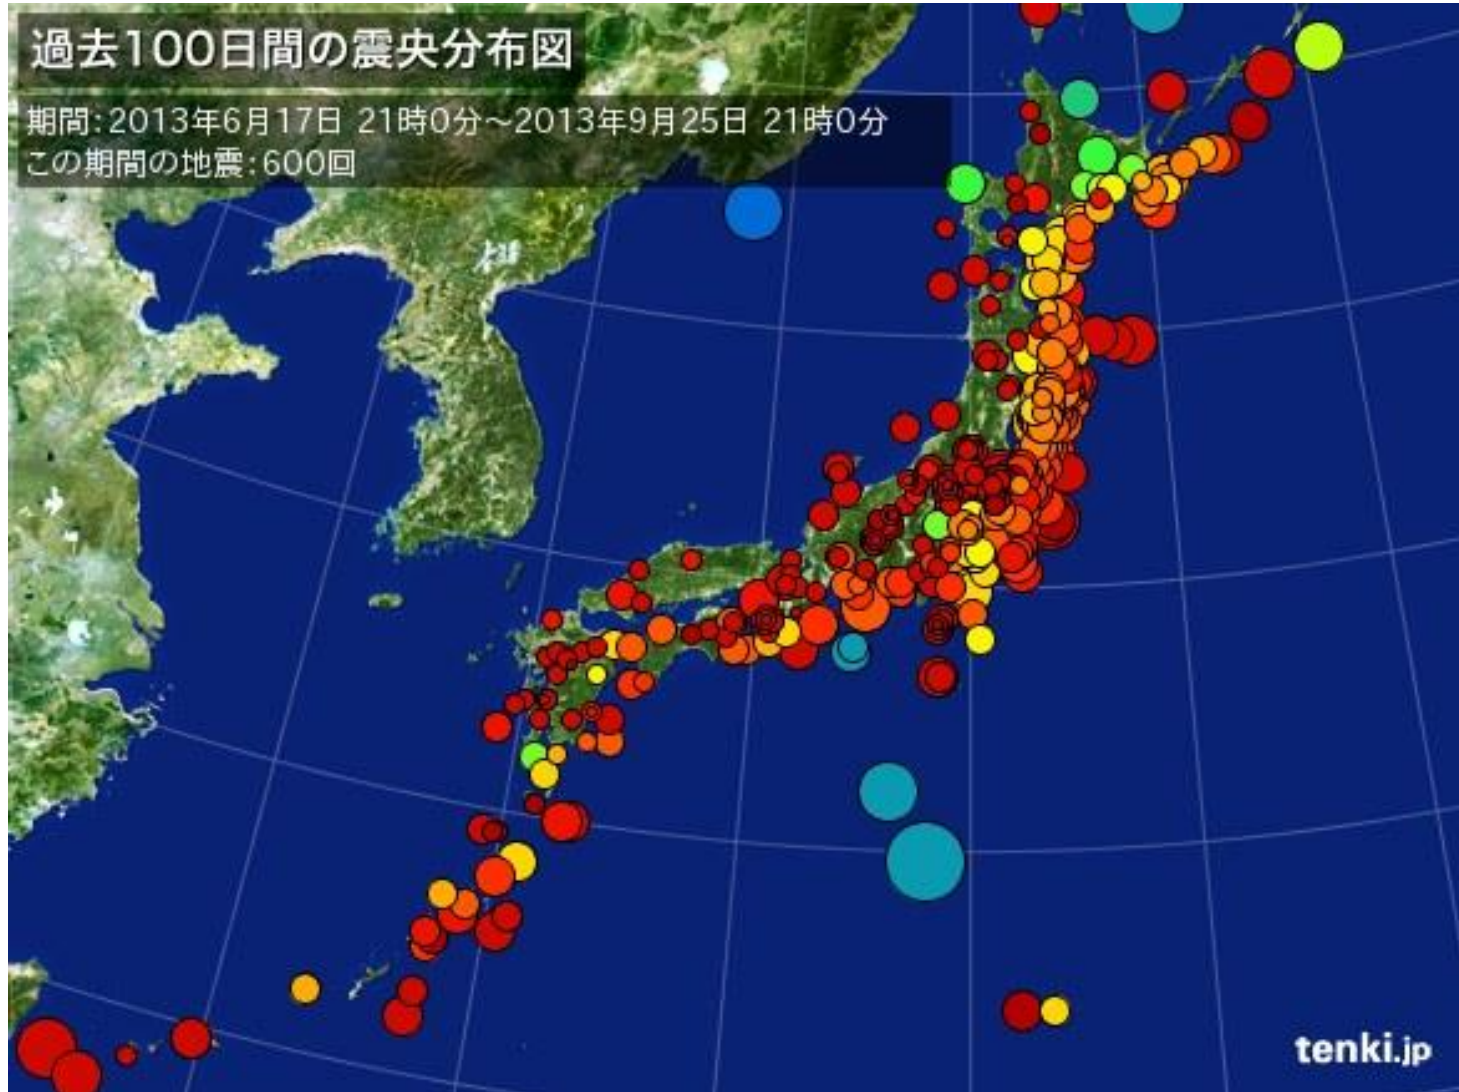 過去100日間の震央分布図
期間：2013年6月17日 21時0分～2013年9月25日 21時0分
この期間の地震：600回
tenki.jp